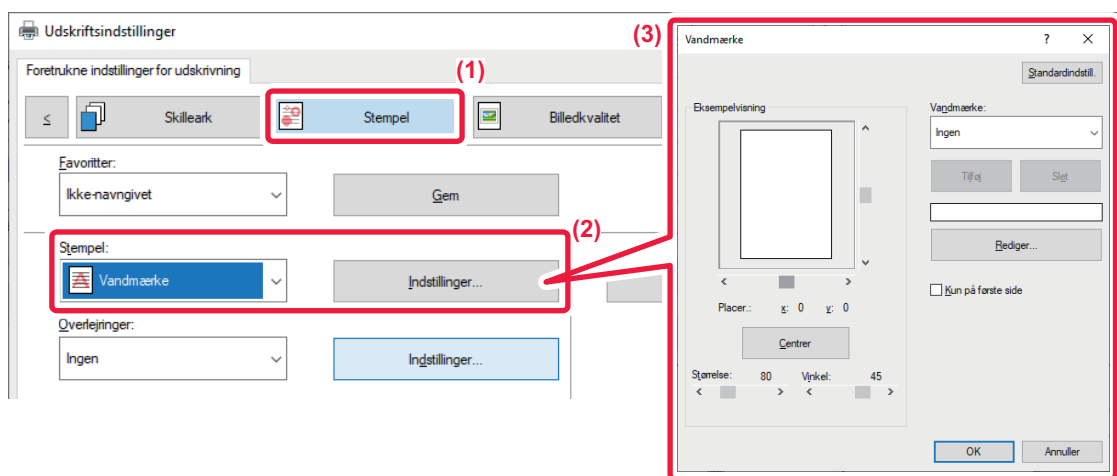 Udskriftsindstillinger
Foretrukne indstillinger for udskrivning
(1)
<
Skilleark
Stempel
Billedkvalitet
Favoritter:
Ikke-navngivet
Gem
(2)
Stempel:
Vandmærke
Indstillinger...
Overlejringer:
Ingen
Indstillinger...
(3)
Vandmærke
?
Standardindstill.
Eksempelvisning
Vandmærke:
Ingen
Tilføj
Slet
Rediger...
Kun på første side
Placer.: x: 0 y: 0
Centrer
Størrelse: 80 Vinkel: 45
OK
Annuller